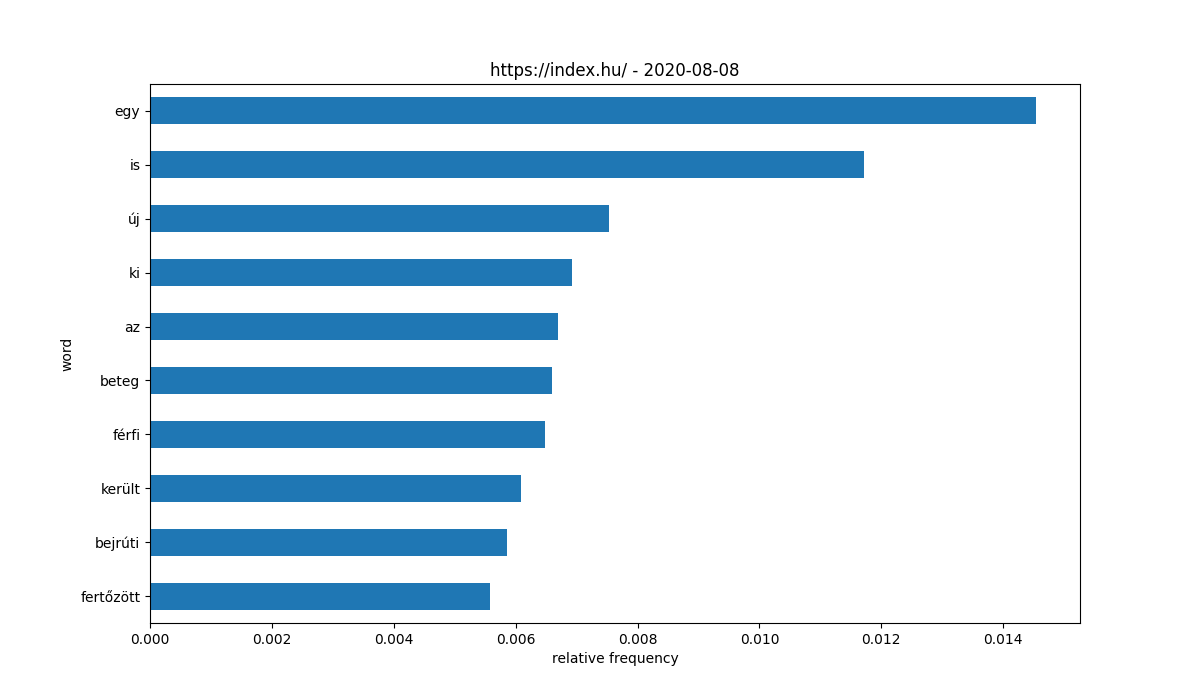 https://index.hu/ - 2020-08-08
egy
is
új
ki
az
beteg
férfi
került
bejrúti
fertőzött
word
0.000 0.002 0.004 0.006 0.008 0.010 0.012 0.014
relative frequency